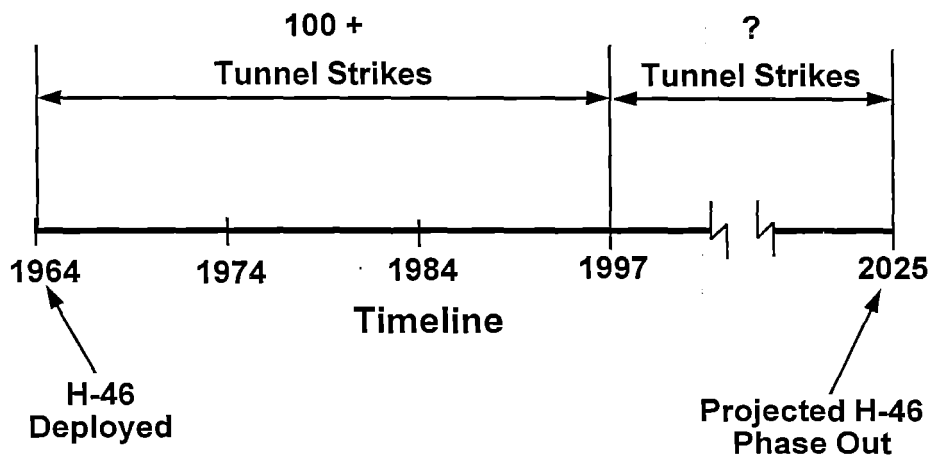 100 +
Tunnel Strikes
?
Tunnel Strikes
1964
1974
1984
1997
2025
Timeline
H-46
Deployed
Projected H-46
Phase Out